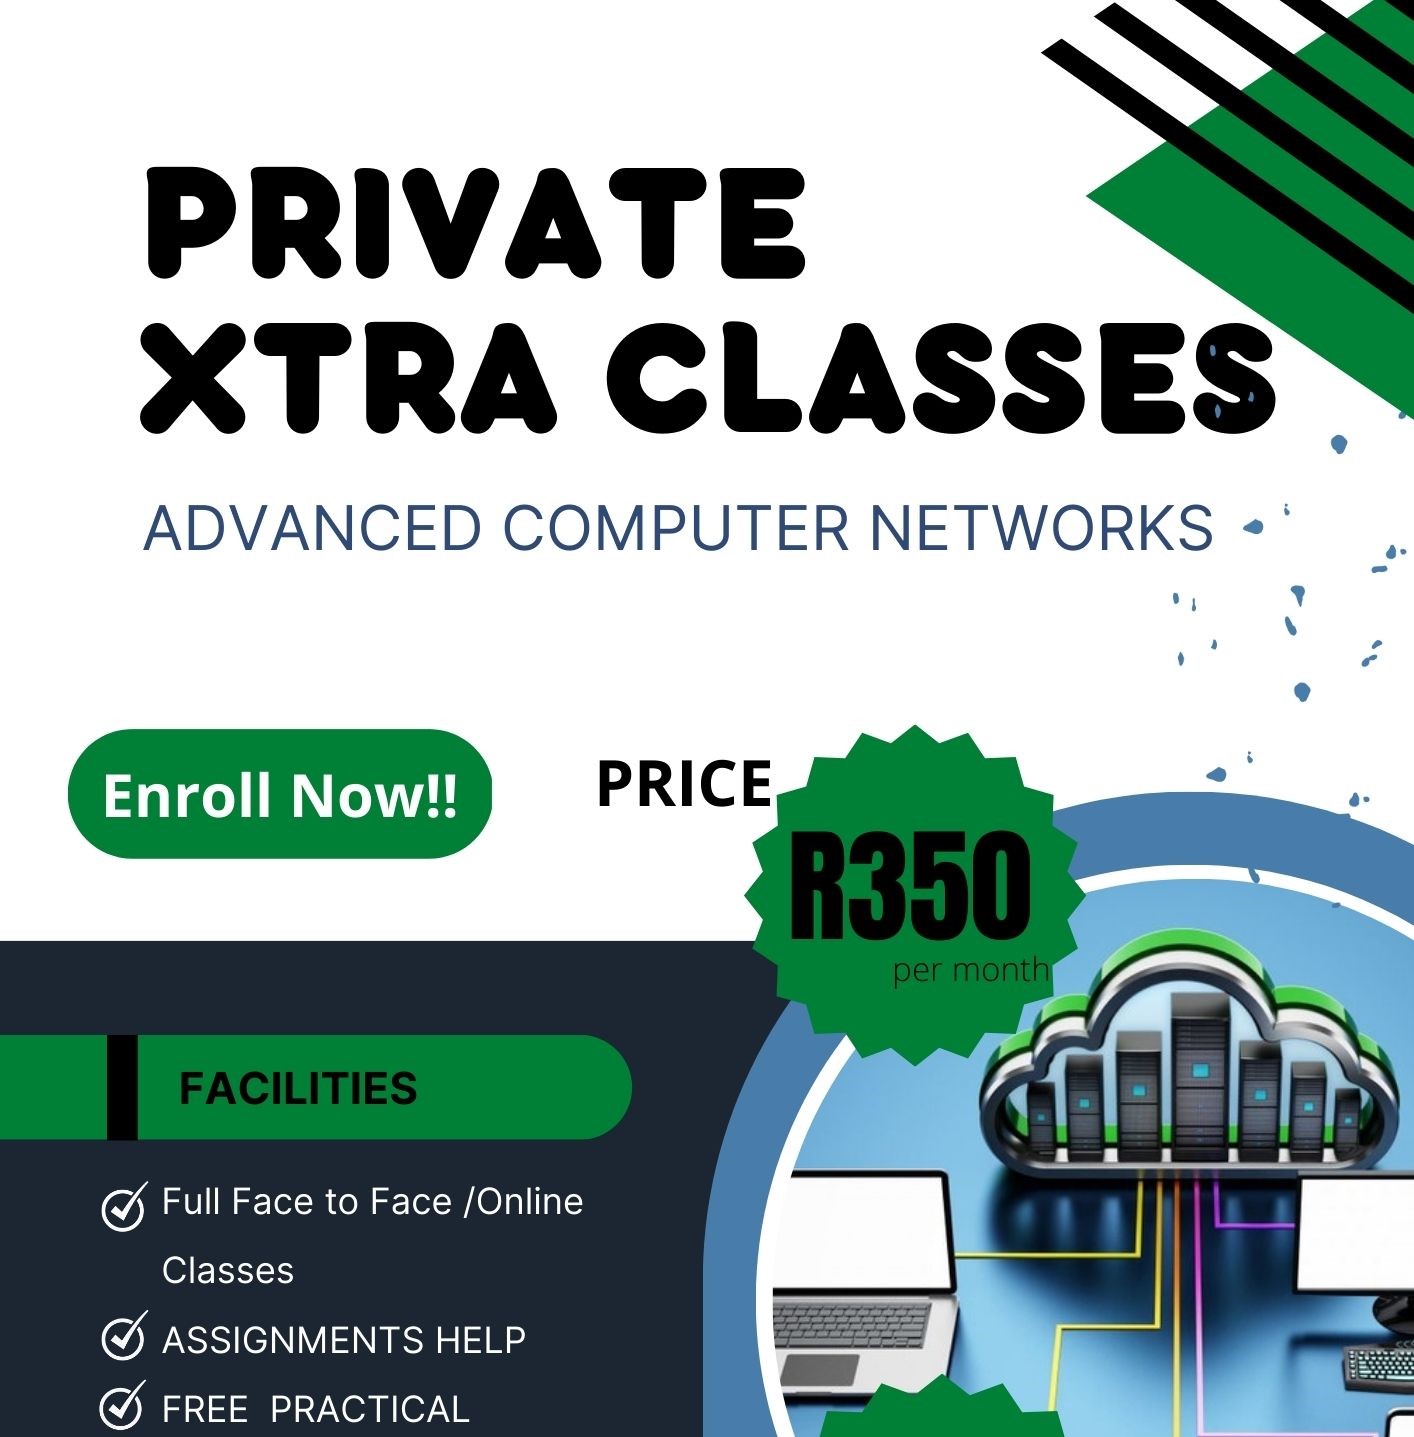 PRIVATE
XTRA CLASSES
ADVANCED COMPUTER NETWORKS
Enroll Now!!
PRICE
R350
per month
FACILITIES
Full Face to Face /Online
Classes
ASSIGNMENTS HELP
FREE  PRACTICAL